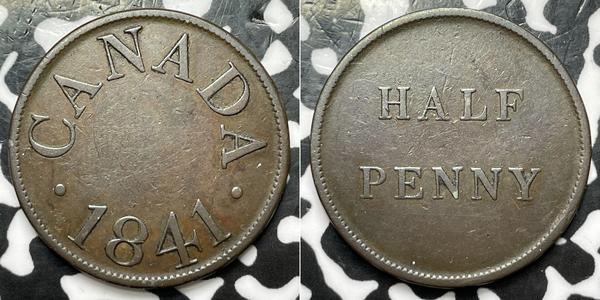 CANADA
· 1841 ·
HALF
PENNY